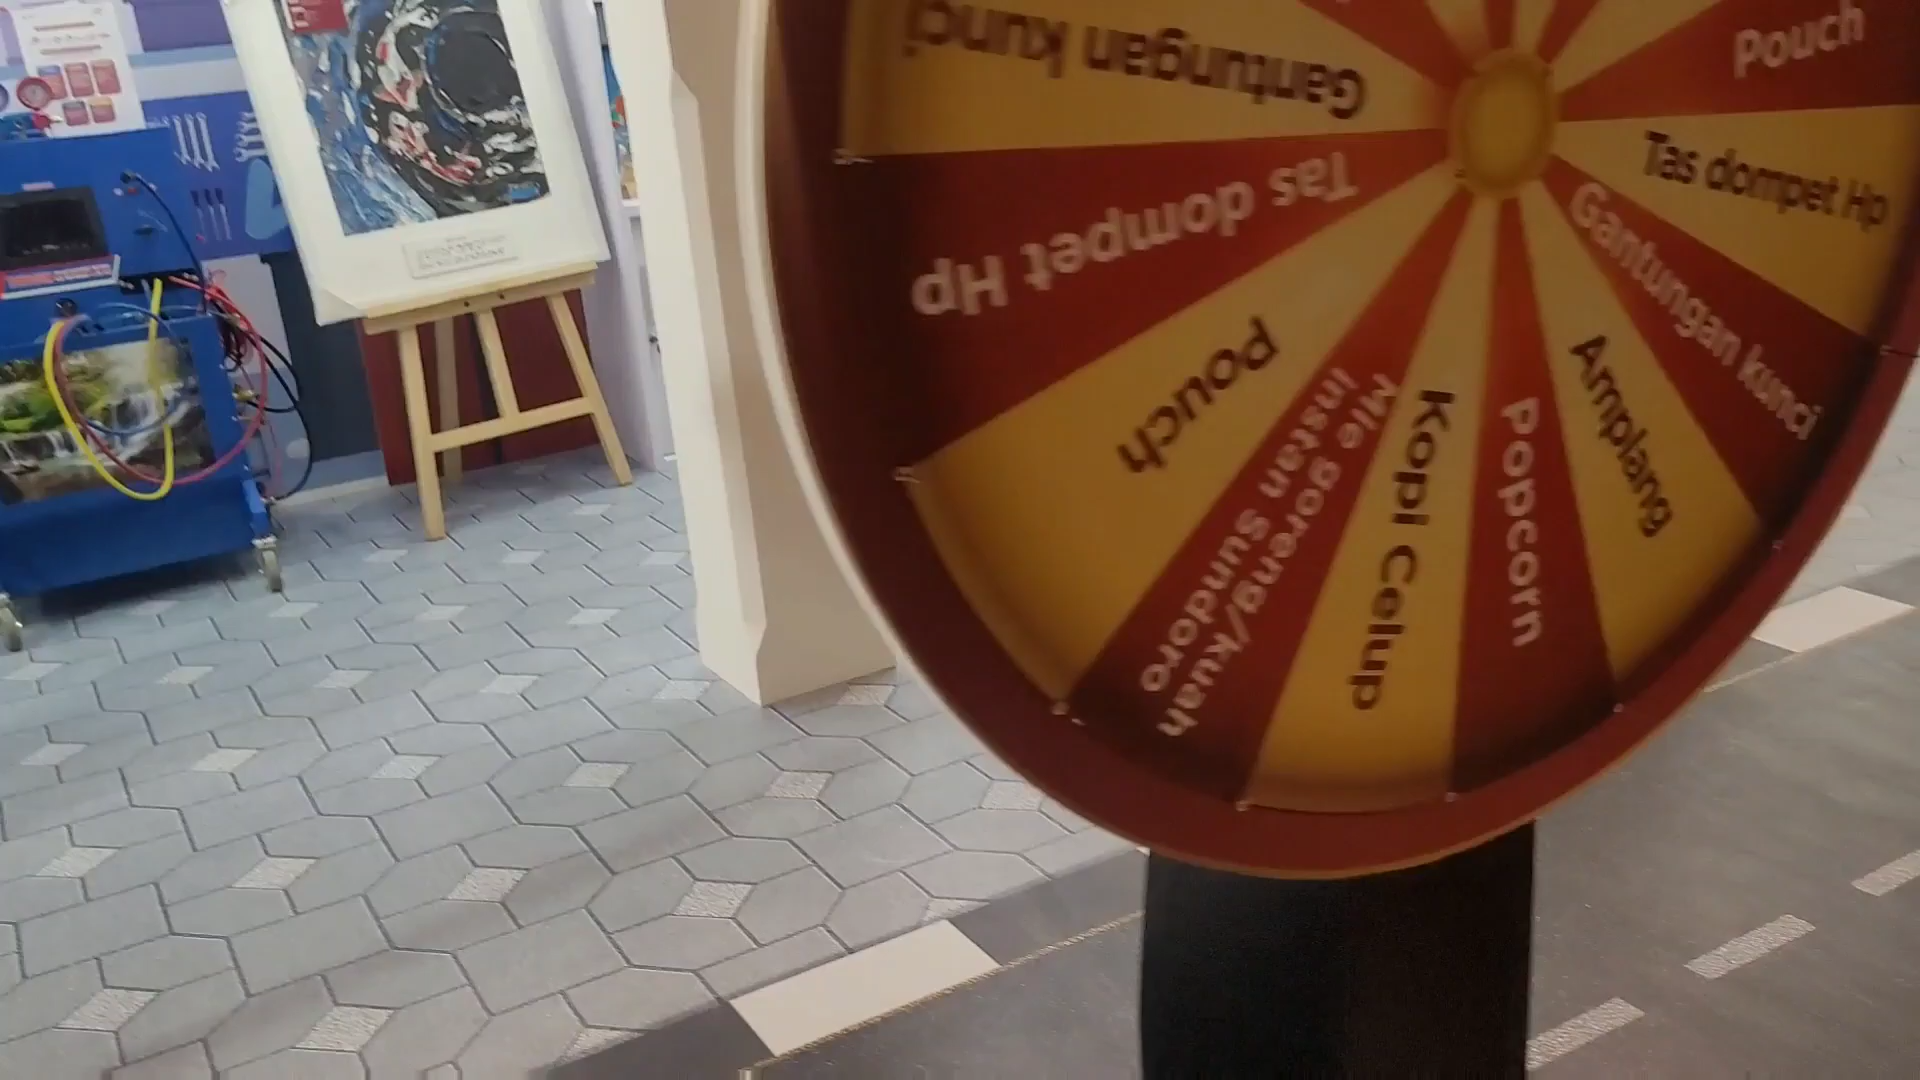 Gantungan kunci
Tas dompet Hp
Pouch
Mie goreng/kuah
instan Sundoro
Kopi Celup
Popcorn
Amplang
Gantungan kunci
Tas dompet Hp
Pouch